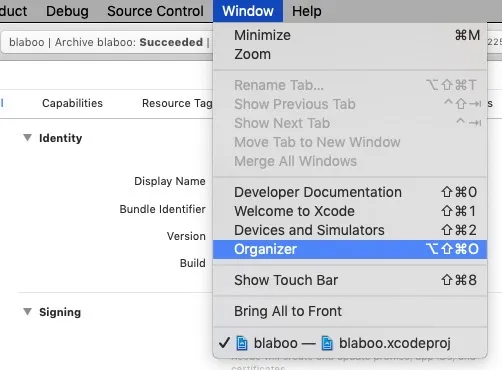 duct Debug Source Control Window Help
blaboo | Archive blaboo: Succeeded |
Minimize ⌘M
Zoom
Rename Tab... ⌥⇧⌘T
Capabilities Resource Tag
Show Previous Tab ^⇧⇥
Show Next Tab ^⇥
Move Tab to New Window
Merge All Windows
▼ Identity
Display Name
Developer Documentation ⇧⌘0
Bundle Identifier
Welcome to Xcode ⇧⌘1
Version
Devices and Simulators ⇧⌘2
Organizer ⌥⇧⌘O
Build
Show Touch Bar ⇧⌘8
▼ Signing
Bring All to Front
✓ blaboo — blaboo.xcodeproj